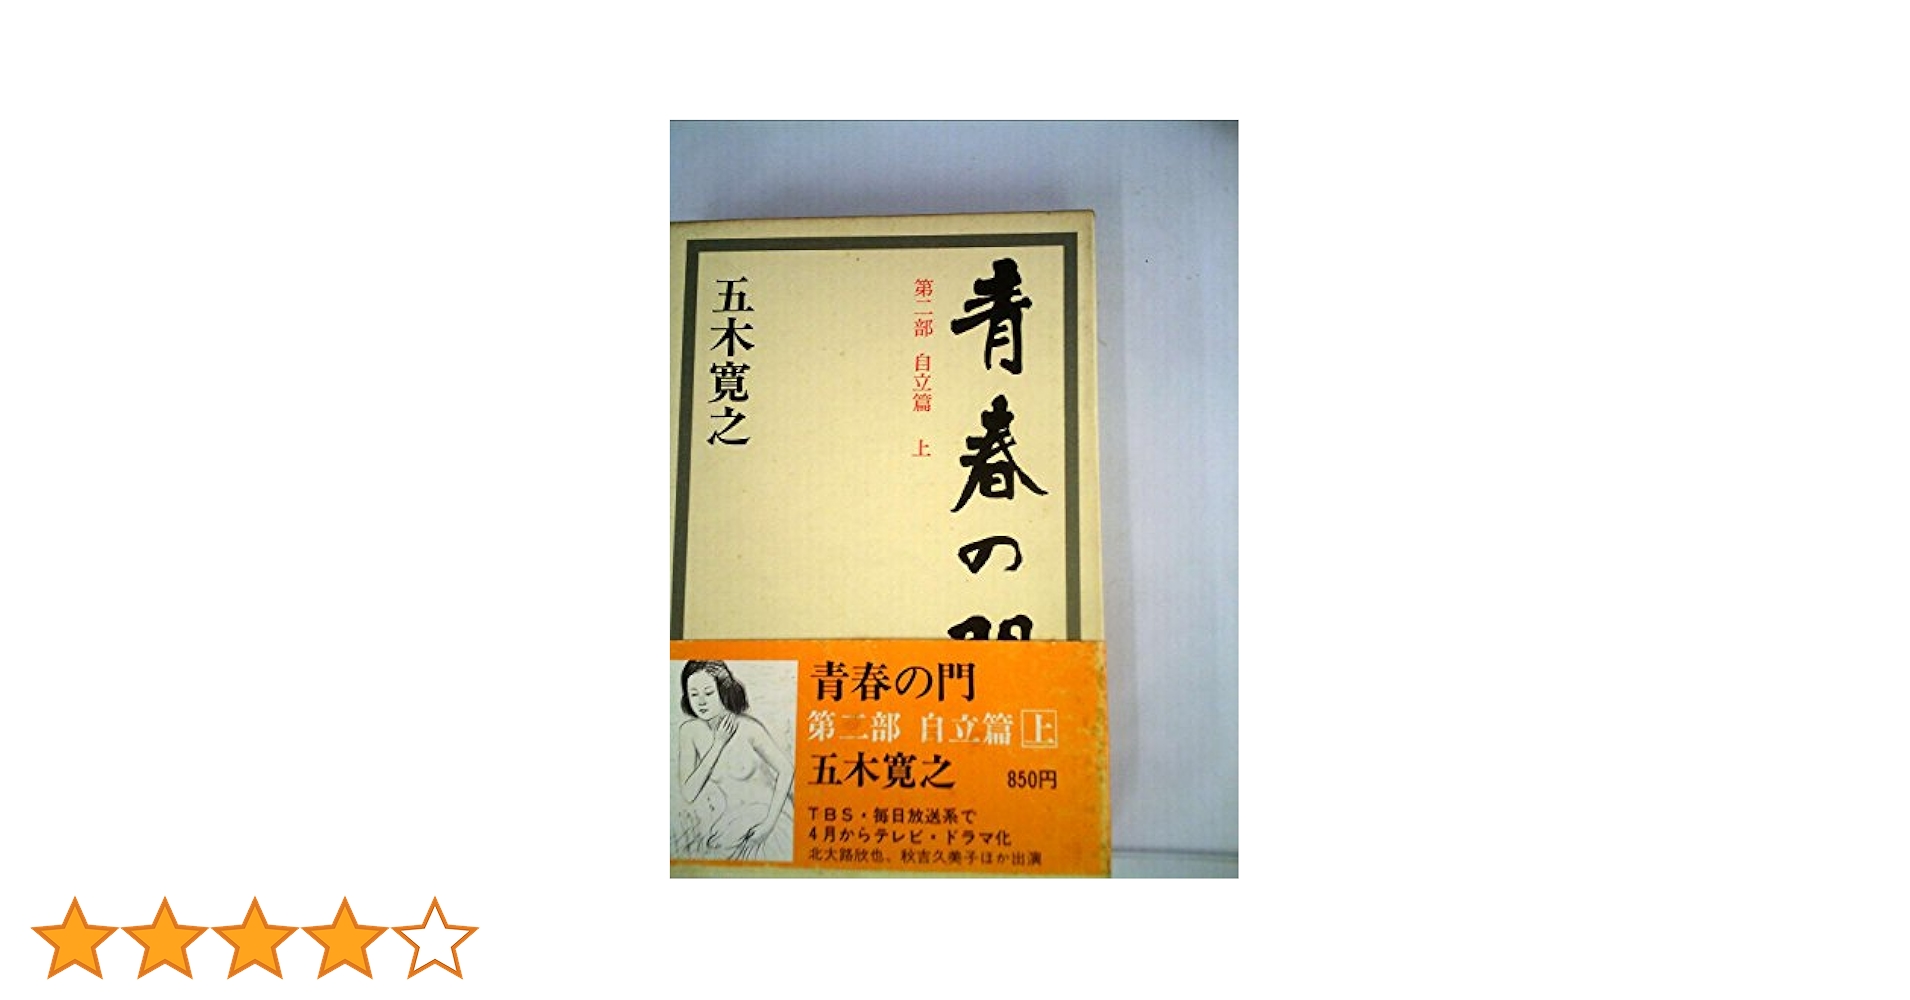 青春の門
第二部 自立篇 上
五木寛之
青春の門
第二部 自立篇 上
五木寛之
850円
TBS・毎日放送系で
4月からテレビ・ドラマ化
北大路欣也、秋吉久美子ほか出演